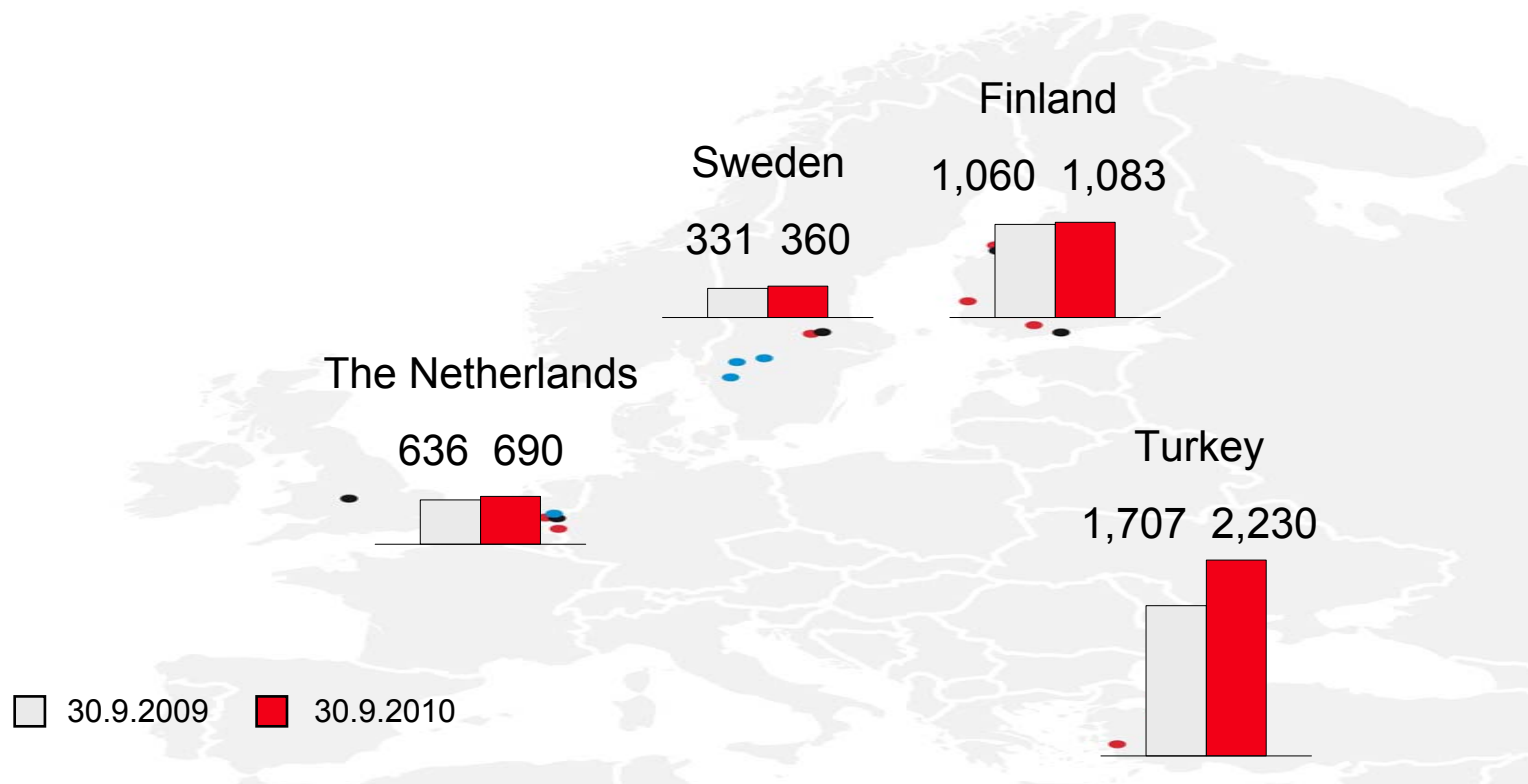 Finland
1,060 1,083
Sweden
331 360
The Netherlands
636 690
Turkey
1,707 2,230
30.9.2009 30.9.2010